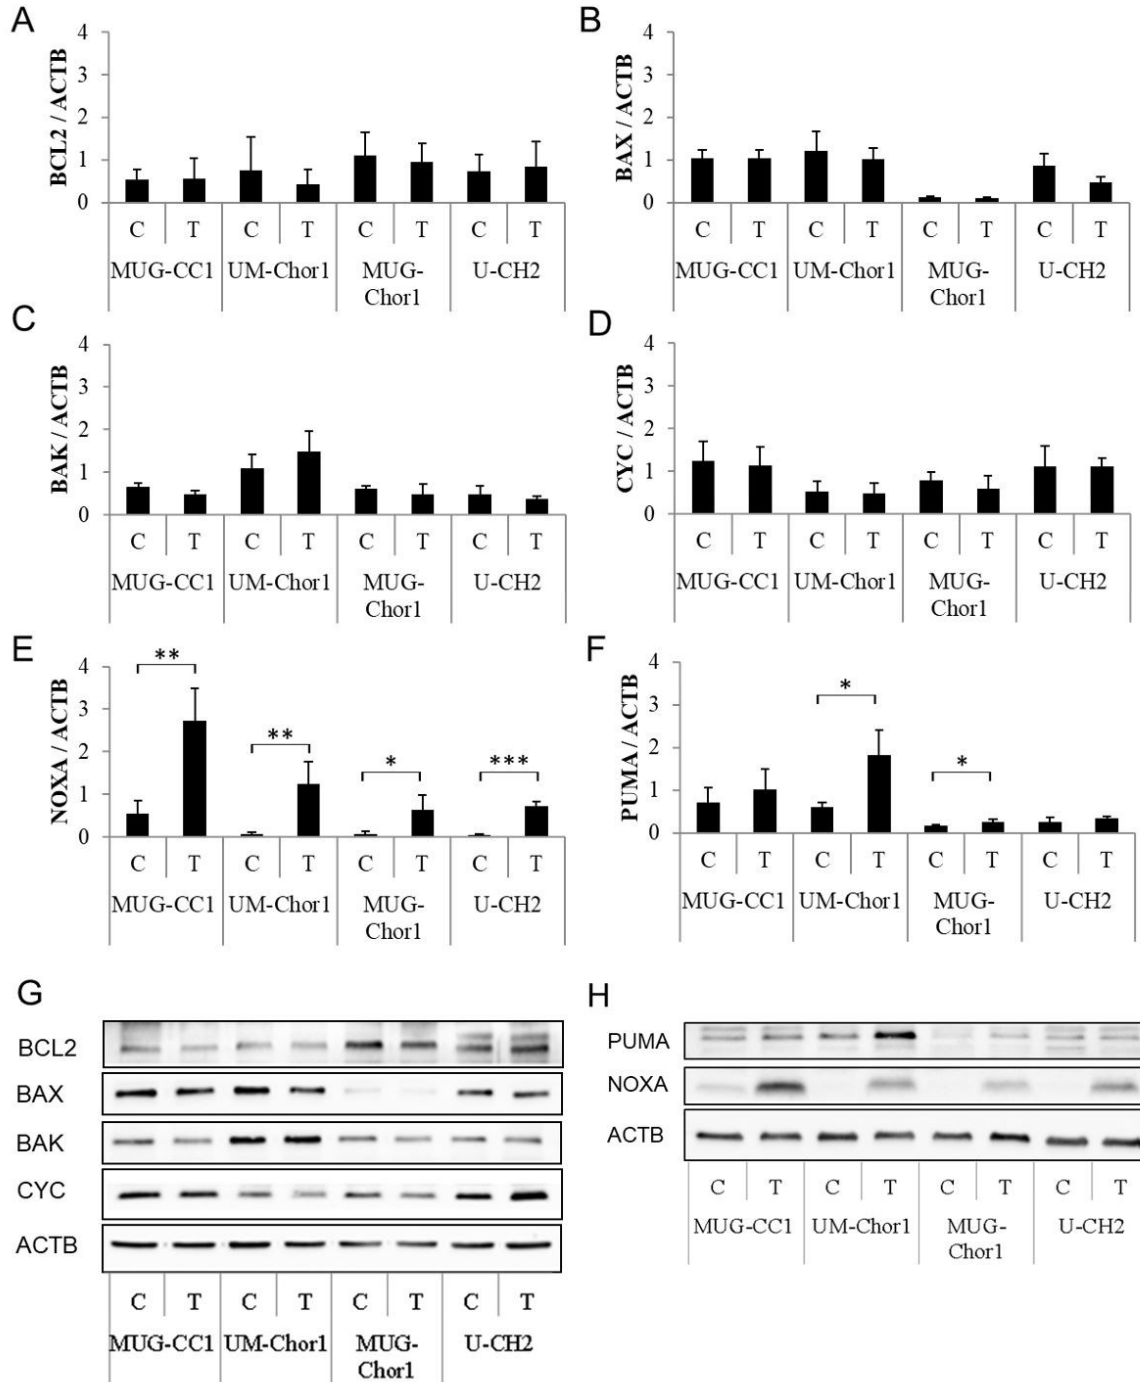 A
BCL2 / ACTB
4
3
2
1
0
C T C T C T C T
MUG-CC1 UM-Chor1 MUG- U-CH2
Chor1
B
BAX / ACTB
4
3
2
1
0
C T C T C T C T
MUG-CC1 UM-Chor1 MUG- U-CH2
Chor1
C
BAK / ACTB
4
3
2
1
0
C T C T C T C T
MUG-CC1 UM-Chor1 MUG- U-CH2
Chor1
D
CYC / ACTB
4
3
2
1
0
C T C T C T C T
MUG-CC1 UM-Chor1 MUG- U-CH2
Chor1
E
NOXA / ACTB
4
3
2
1
0
** ** * ***
C T C T C T C T
MUG-CC1 UM-Chor1 MUG- U-CH2
Chor1
F
PUMA / ACTB
4
3
2
1
0
* *
C T C T C T C T
MUG-CC1 UM-Chor1 MUG- U-CH2
Chor1
G
BCL2
BAX
BAK
CYC
ACTB
C T C T C T C T
MUG-CC1 UM-Chor1 MUG- U-CH2
Chor1
H
PUMA
NOXA
ACTB
C T C T C T C T
MUG-CC1 UM-Chor1 MUG- U-CH2
Chor1